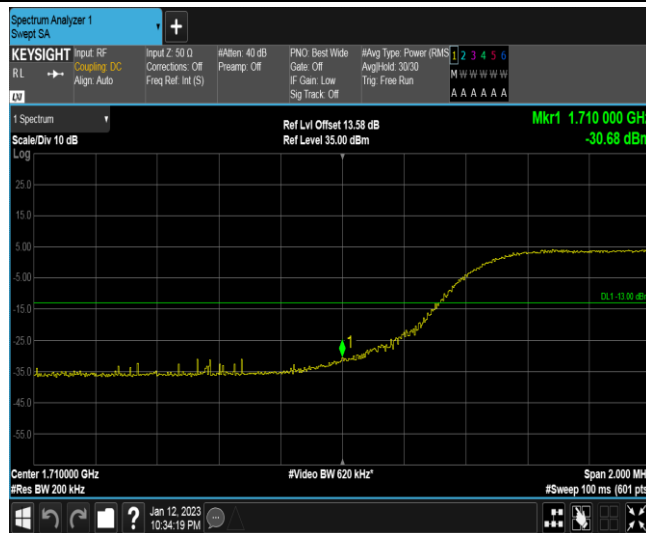 Spectrum Analyzer 1
Swept SA
+
KEYSIGHT
RL
LXI
Input: RF
Coupling: DC
Align: Auto
Input Z: 50 Ω
Corrections: Off
Freq Ref: Int (S)
#Atten: 40 dB
Preamp: Off
PNO: Best Wide
Gate: Off
IF Gain: Low
Sig Track: Off
#Avg Type: Power (RMS
Avg|Hold: 30/30
Trig: Free Run
1 2 3 4 5 6
M W W W W W
A A A A A A
1 Spectrum
Scale/Div 10 dB
Log
Ref Lvl Offset 13.58 dB
Ref Level 35.00 dBm
Mkr1 1.710 000 GHz
-30.68 dBm
25.0
15.0
5.00
-5.00
DL1 -13.00 dBm
-15.0
-25.0
1
-35.0
-45.0
-55.0
Center 1.710000 GHz
#Res BW 200 kHz
#Video BW 620 kHz*
Span 2.000 MH
#Sweep 100 ms (601 pts
?
Jan 12, 2023
10:34:19 PM